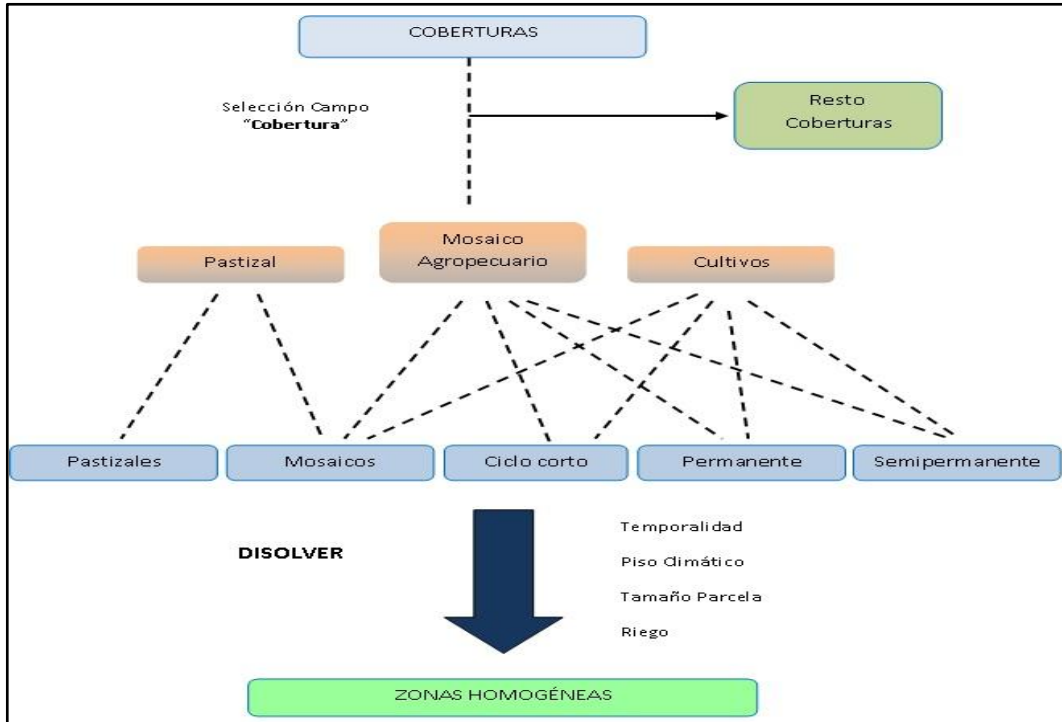 COBERTURAS
Selección Campo
"Cobertura"
Resto
Coberturas
Pastizal
Mosaico
Agropecuario
Cultivos
Pastizales
Mosaicos
Ciclo corto
Permanente
Semipermanente
DISOLVER
Temporalidad
Piso Climático
Tamaño Parcela
Riego
ZONAS HOMOGÉNEAS